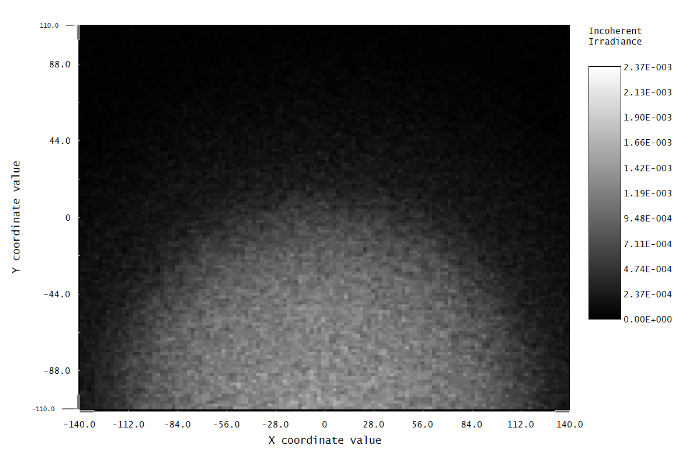 Incoherent
Irradiance
110.0
88.0
44.0
0
-44.0
-88.0
-110.0
Y coordinate value
-140.0 -112.0 -84.0 -56.0 -28.0 0 28.0 56.0 84.0 112.0 140.0
X coordinate value
2.37E-003
2.13E-003
1.90E-003
1.66E-003
1.42E-003
1.19E-003
9.48E-004
7.11E-004
4.74E-004
2.37E-004
0.00E+000